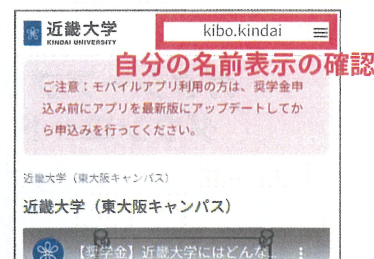 近畿大学
KINDAI UNIVERSITY
kibo.kindai
自分の名前表示の確認
ご注意：モバイルアプリ利用の方は、奨学金申
込み前にアプリを最新版にアップデートしてか
ら申込みを行ってください。
近畿大学（東大阪キャンパス）
近畿大学（東大阪キャンパス）
【奨学金】近畿大学にはどんな...